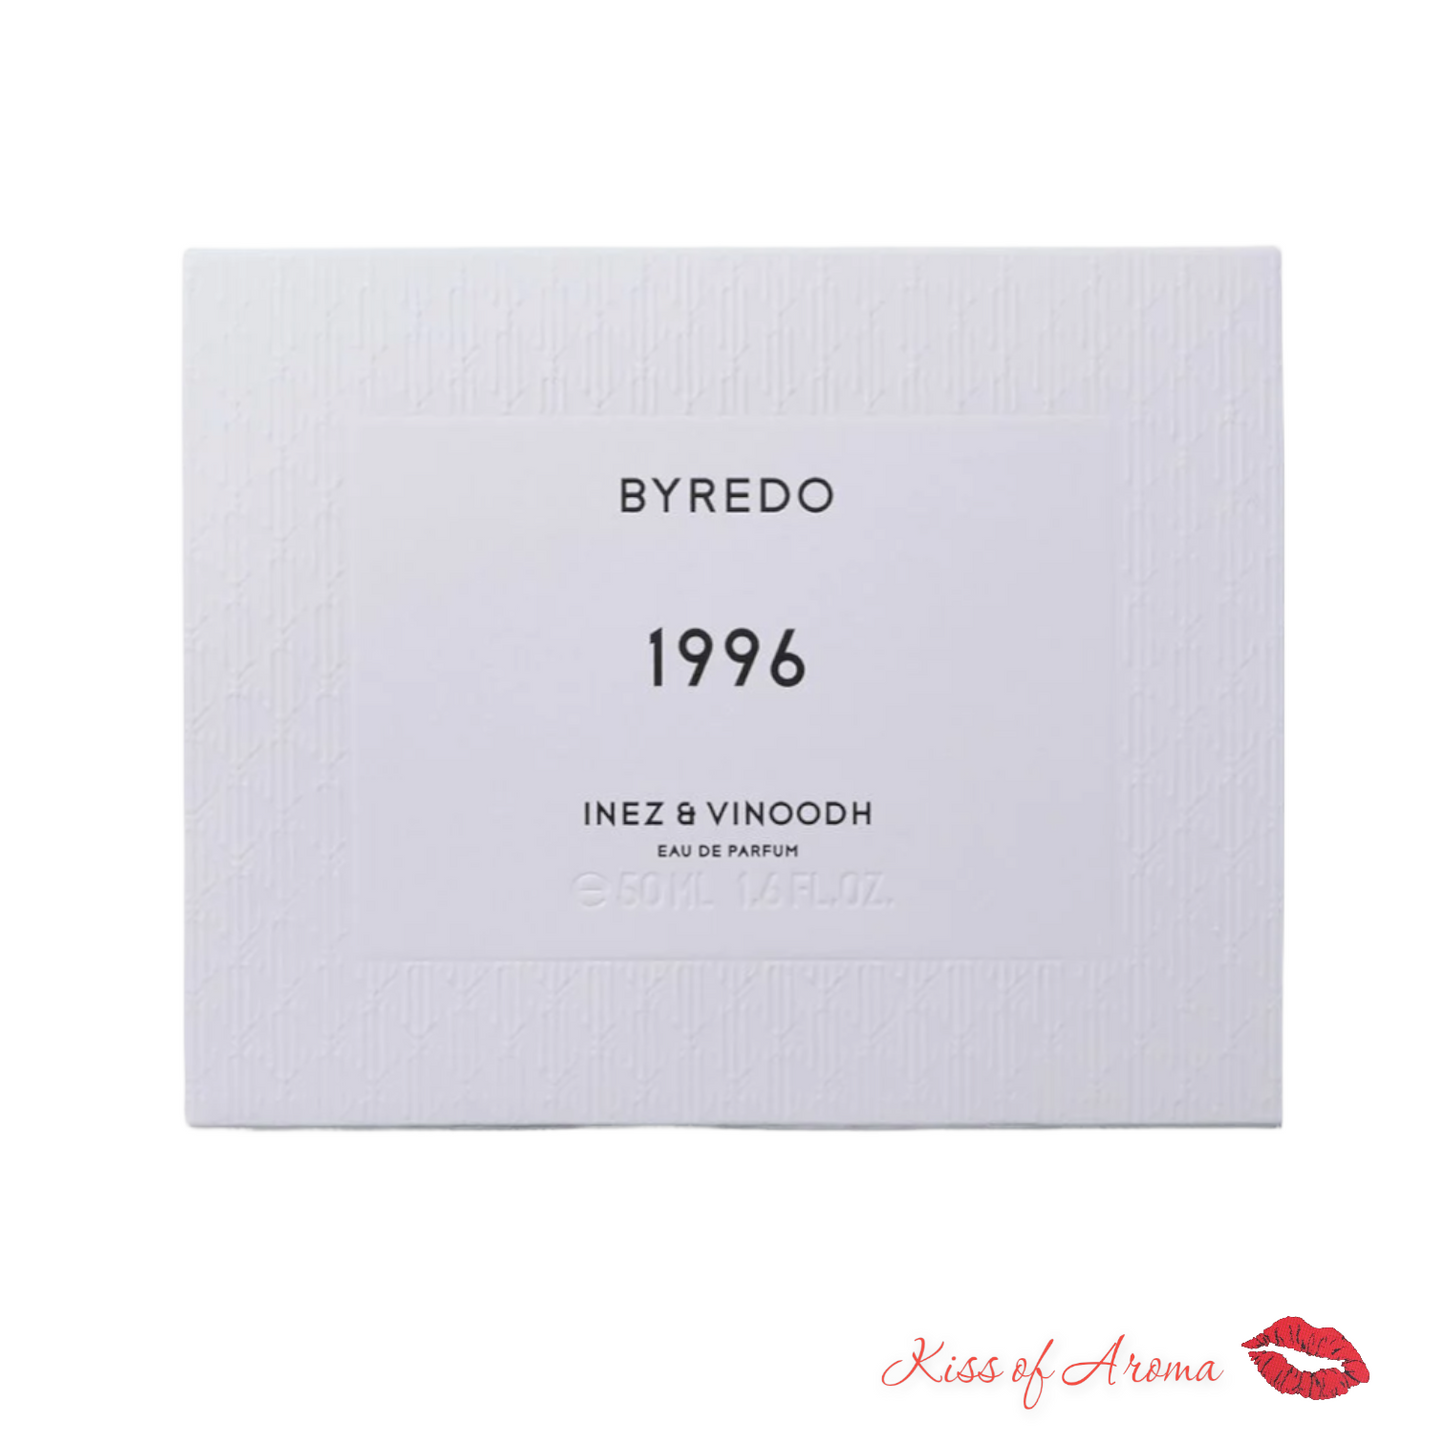 BYREDO
1996
INEZ & VINOODH
EAU DE PARFUM
⊖ 50 ML 1.6 FL.OZ.
Kiss of Aroma